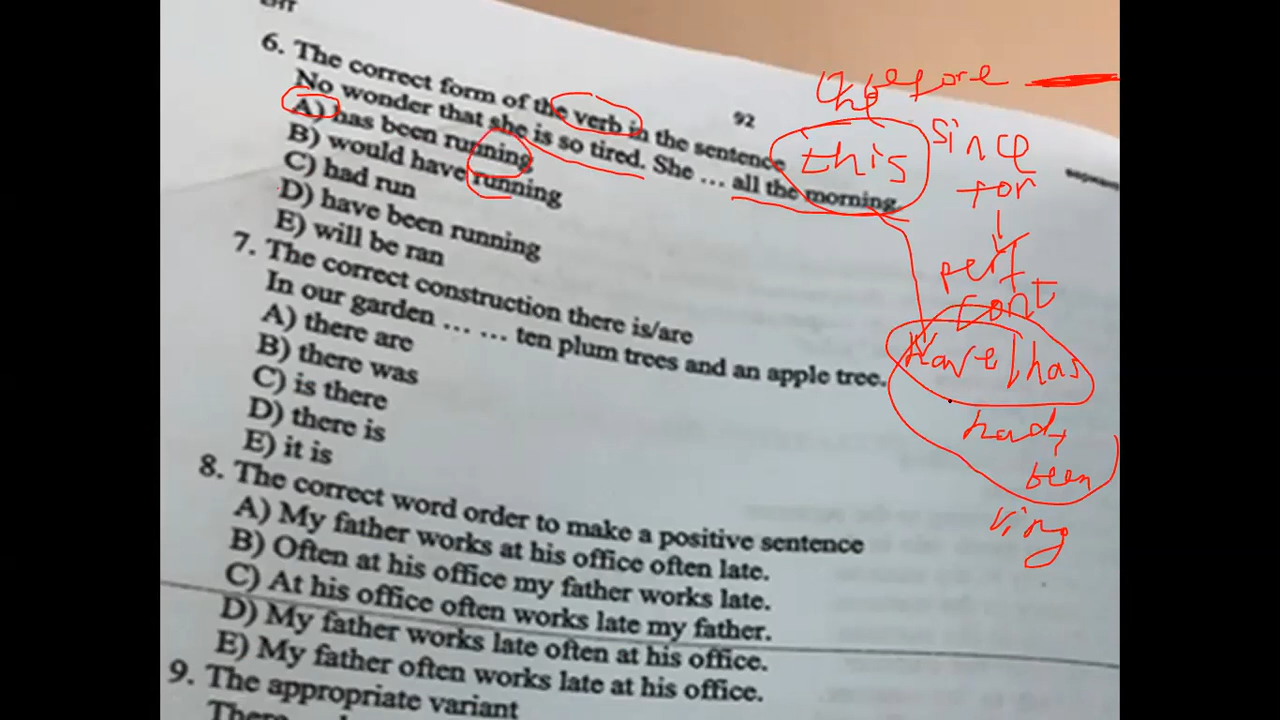 ЕНТ
92
6. The correct form of the verb in the sentence
No wonder that she is so tired. She … all the morning.
A) has been running
B) would have running
C) had run
D) have been running
E) will be ran
7. The correct construction there is/are
In our garden … … ten plum trees and an apple tree.
A) there are
B) there was
C) is there
D) there is
E) it is
8. The correct word order to make a positive sentence
A) My father works at his office often late.
B) Often at his office my father works late.
C) At his office often works late my father.
D) My father works late often at his office.
E) My father often works late at his office.
9. The appropriate variant
this
since
for
perf
cont
have/has
had,
been
V, ing